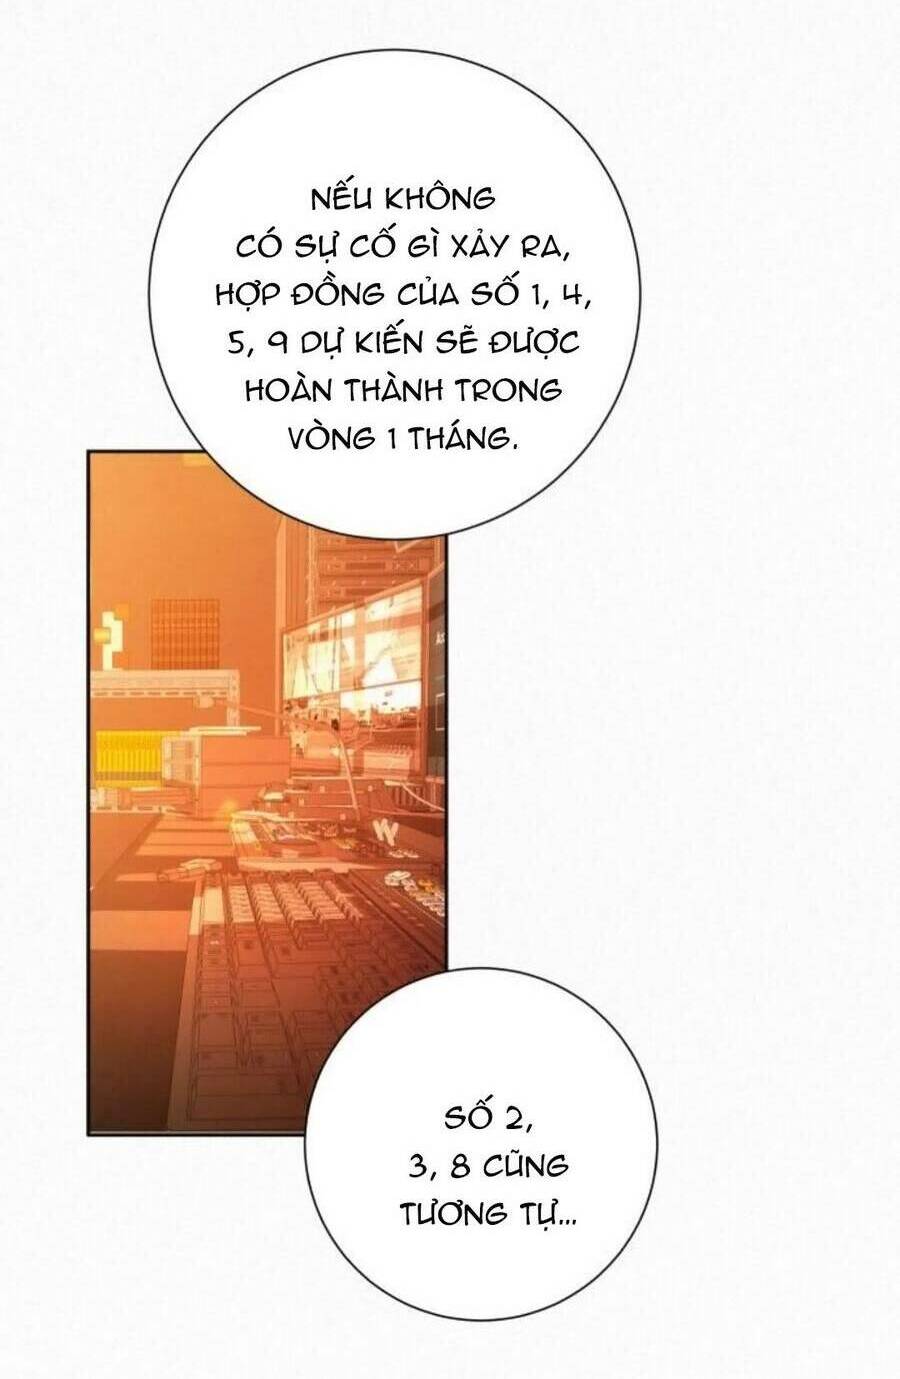 NẾU KHÔNG
CÓ SỰ CỐ GÌ XẢY RA,
HỢP ĐỒNG CỦA SỐ 1, 4,
5, 9 DỰ KIẾN SẼ ĐƯỢC
HOÀN THÀNH TRONG
VÒNG 1 THÁNG.
SỐ 2,
3, 8 CŨNG
TƯƠNG TỰ...